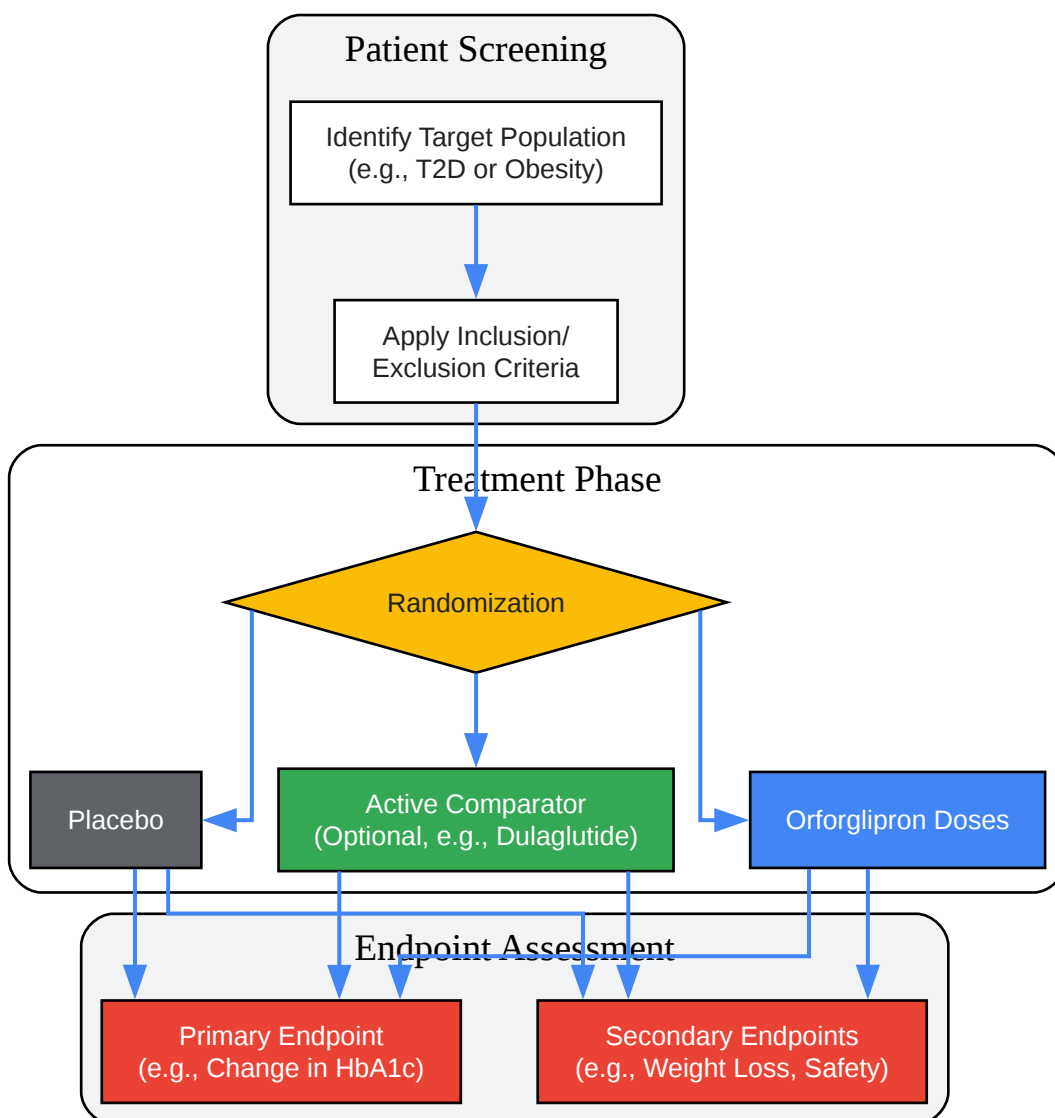 Patient Screening
Identify Target Population
(e.g., T2D or Obesity)
Apply Inclusion/
Exclusion Criteria
Treatment Phase
Randomization
Placebo
Active Comparator
(Optional, e.g., Dulaglutide)
Orforglipron Doses
Endpoint Assessment
Primary Endpoint
(e.g., Change in HbA1c)
Secondary Endpoints
(e.g., Weight Loss, Safety)